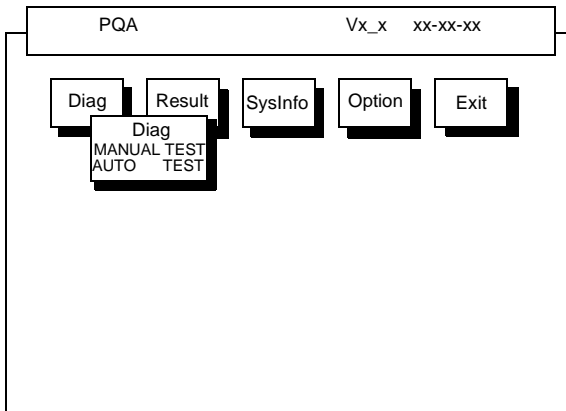 PQA Vx_x xx-xx-xx
Diag Result SysInfo Option Exit
Diag
MANUAL TEST
AUTO TEST